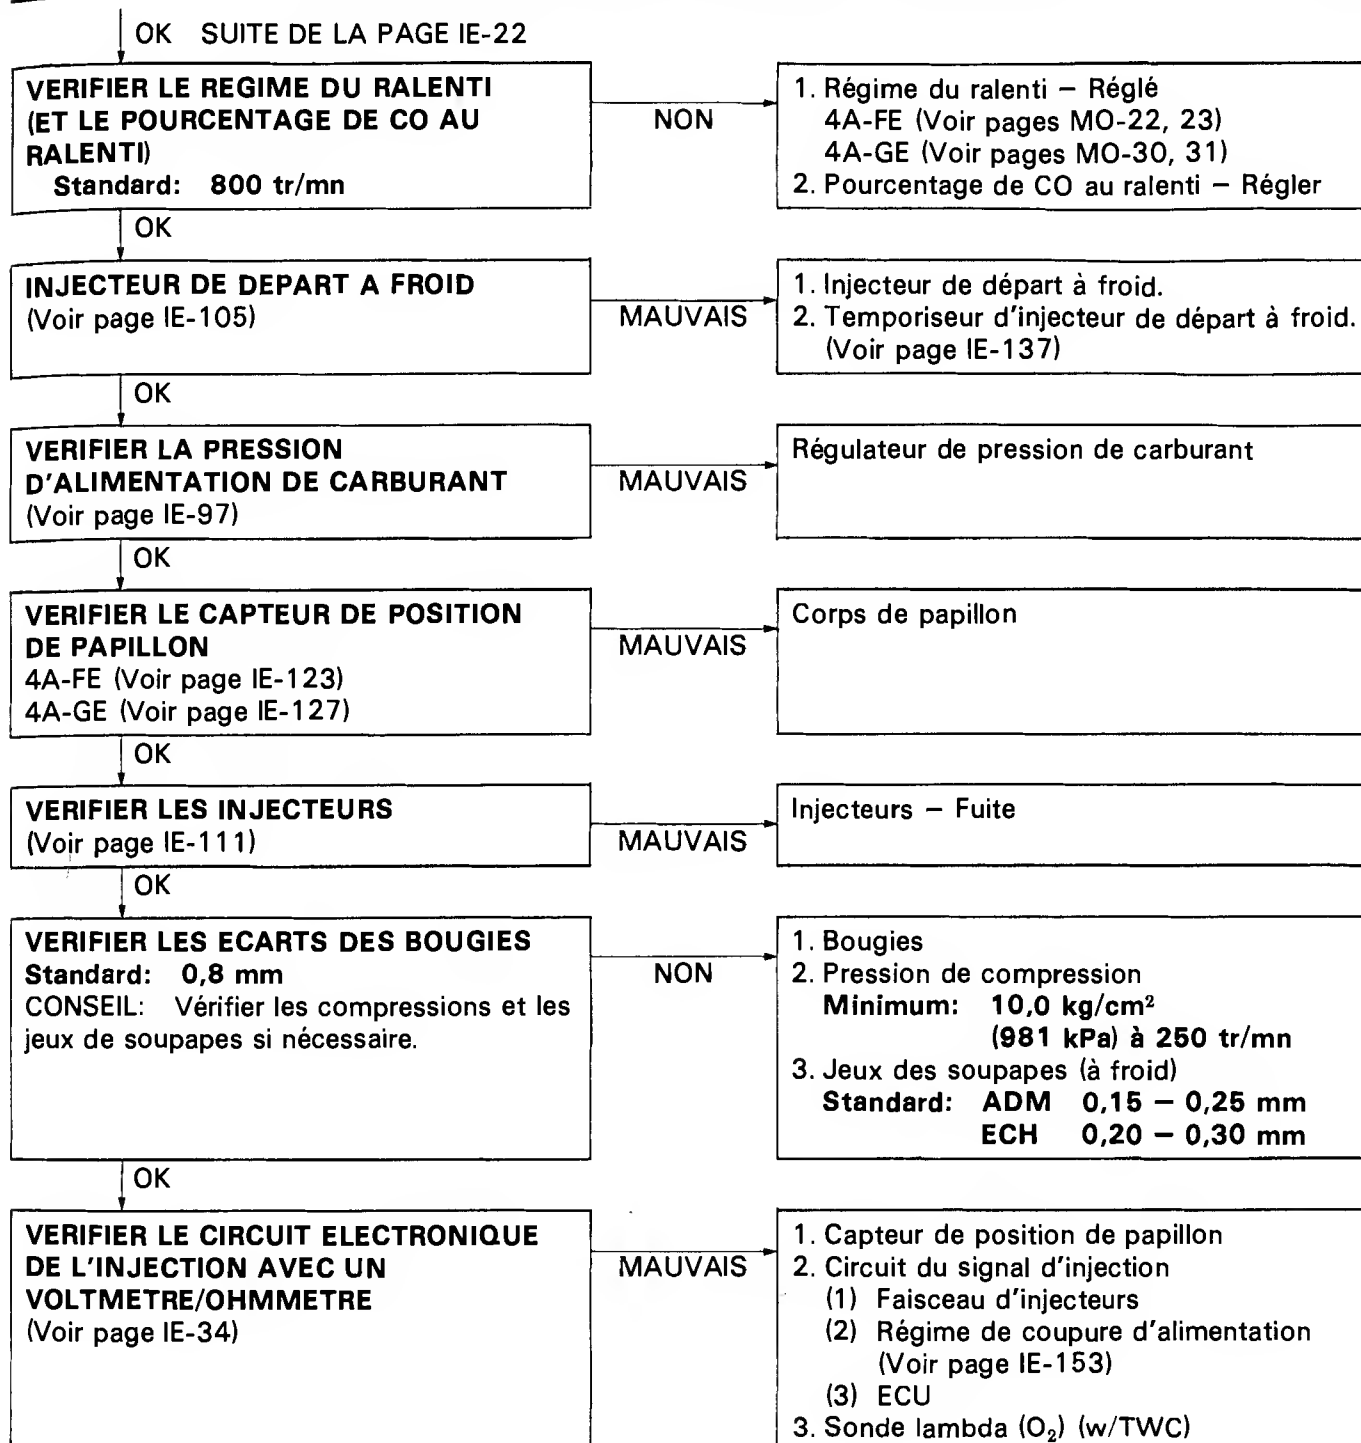 OK SUITE DE LA PAGE IE-22
VERIFIER LE REGIME DU RALENTI
(ET LE POURCENTAGE DE CO AU
RALENTI)
Standard: 800 tr/mn
NON
1. Régime du ralenti – Réglé
4A-FE (Voir pages MO-22, 23)
4A-GE (Voir pages MO-30, 31)
2. Pourcentage de CO au ralenti – Régler
OK
INJECTEUR DE DEPART A FROID
(Voir page IE-105)
MAUVAIS
1. Injecteur de départ à froid.
2. Temporiseur d'injecteur de départ à froid.
(Voir page IE-137)
OK
VERIFIER LA PRESSION
D'ALIMENTATION DE CARBURANT
(Voir page IE-97)
MAUVAIS
Régulateur de pression de carburant
OK
VERIFIER LE CAPTEUR DE POSITION
DE PAPILLON
4A-FE (Voir page IE-123)
4A-GE (Voir page IE-127)
MAUVAIS
Corps de papillon
OK
VERIFIER LES INJECTEURS
(Voir page IE-111)
MAUVAIS
Injecteurs – Fuite
OK
VERIFIER LES ECARTS DES BOUGIES
Standard: 0,8 mm
CONSEIL: Vérifier les compressions et les
jeux de soupapes si nécessaire.
NON
1. Bougies
2. Pression de compression
Minimum: 10,0 kg/cm²
(981 kPa) à 250 tr/mn
3. Jeux des soupapes (à froid)
Standard: ADM 0,15 – 0,25 mm
ECH 0,20 – 0,30 mm
OK
VERIFIER LE CIRCUIT ELECTRONIQUE
DE L'INJECTION AVEC UN
VOLTMETRE/OHMMETRE
(Voir page IE-34)
MAUVAIS
1. Capteur de position de papillon
2. Circuit du signal d'injection
(1) Faisceau d'injecteurs
(2) Régime de coupure d'alimentation
(Voir page IE-153)
(3) ECU
3. Sonde lambda (O₂) (w/TWC)